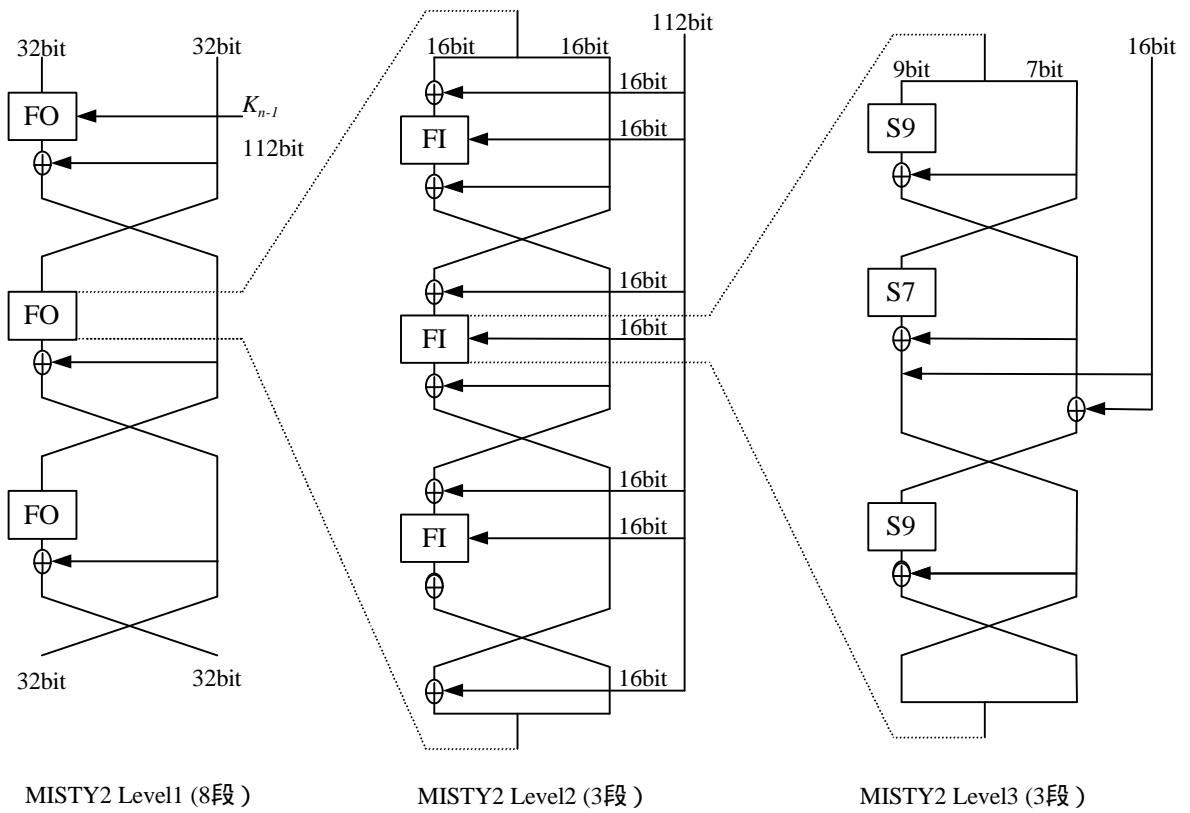 32bit
32bit
FO
Kn-1
112bit
FO
FO
32bit
32bit
MISTY2 Level1 (8段)
112bit
16bit
16bit
16bit
FI
16bit
16bit
FI
16bit
16bit
FI
16bit
16bit
MISTY2 Level2 (3段)
16bit
9bit
7bit
S9
S7
S9
MISTY2 Level3 (3段)